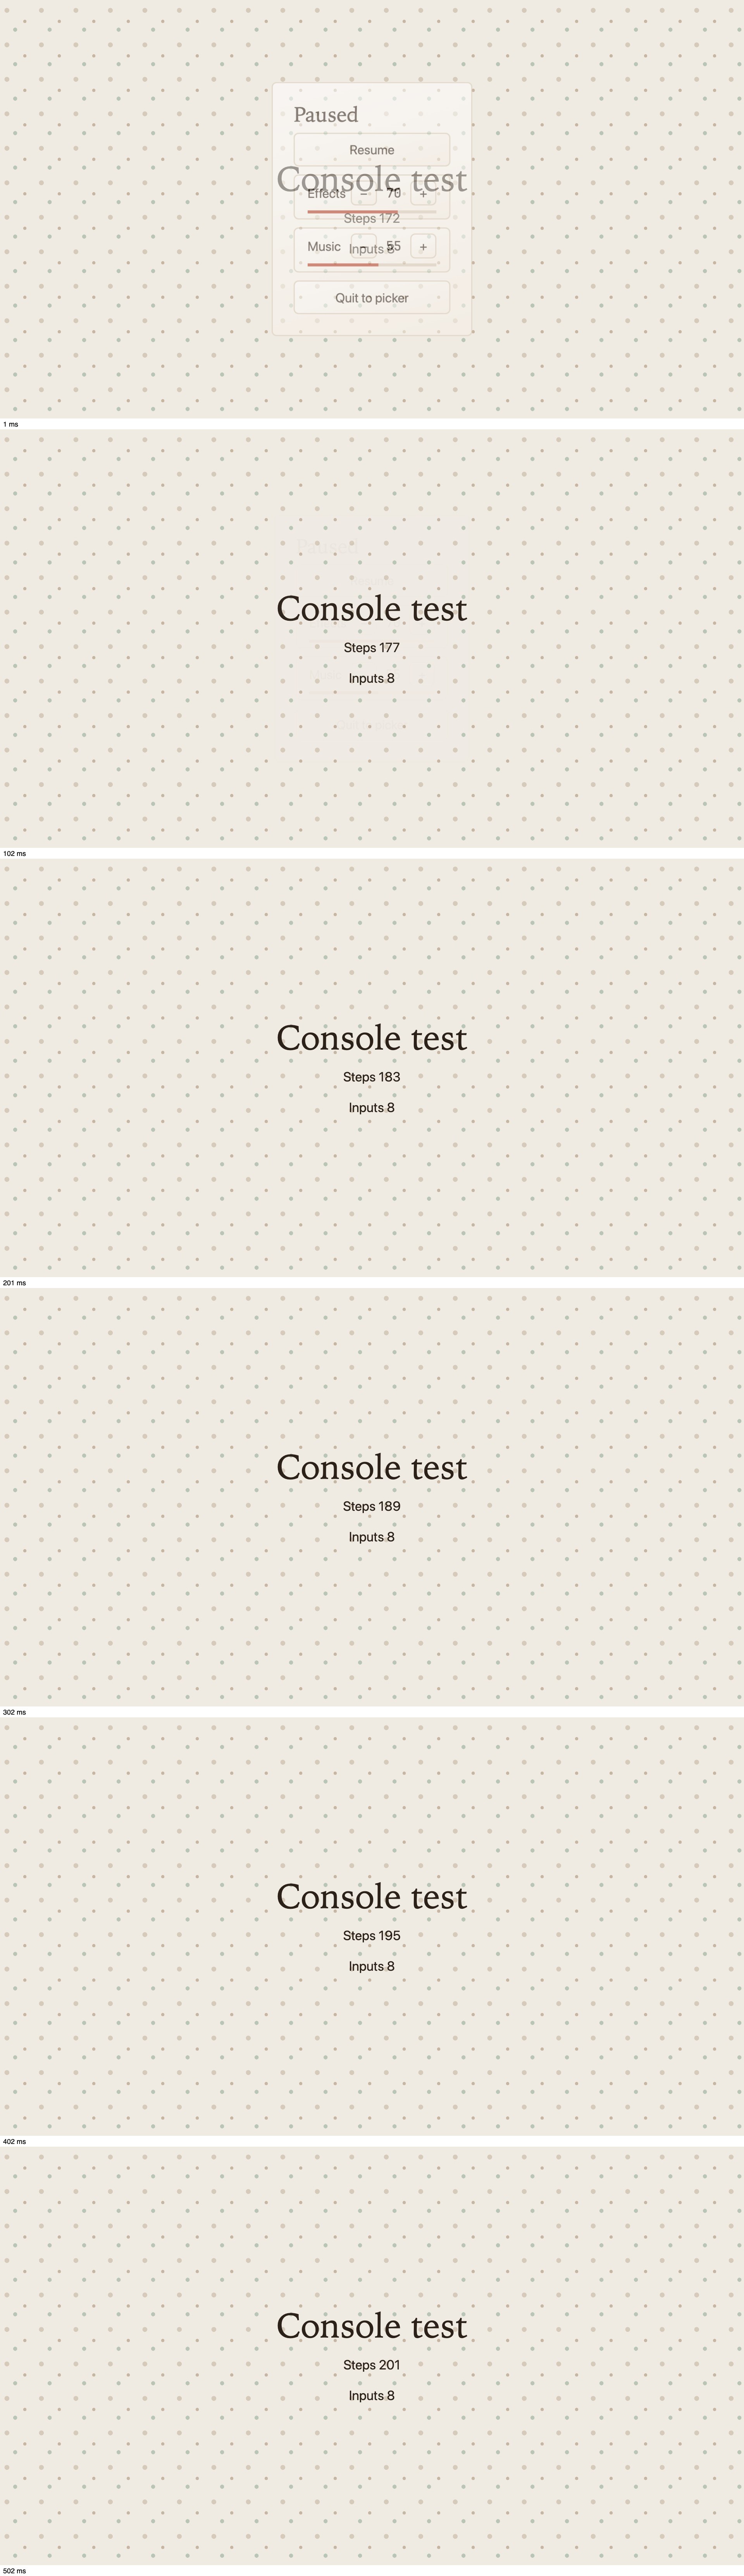 Paused
Resume
Console test
Effects − 70 +
Steps 172
Music − 55 +
Inputs 8
Quit to picker
1 ms
Paused
Console test
Steps 177
Inputs 8
102 ms
Console test
Steps 183
Inputs 8
201 ms
Console test
Steps 189
Inputs 8
302 ms
Console test
Steps 195
Inputs 8
402 ms
Console test
Steps 201
Inputs 8
502 ms